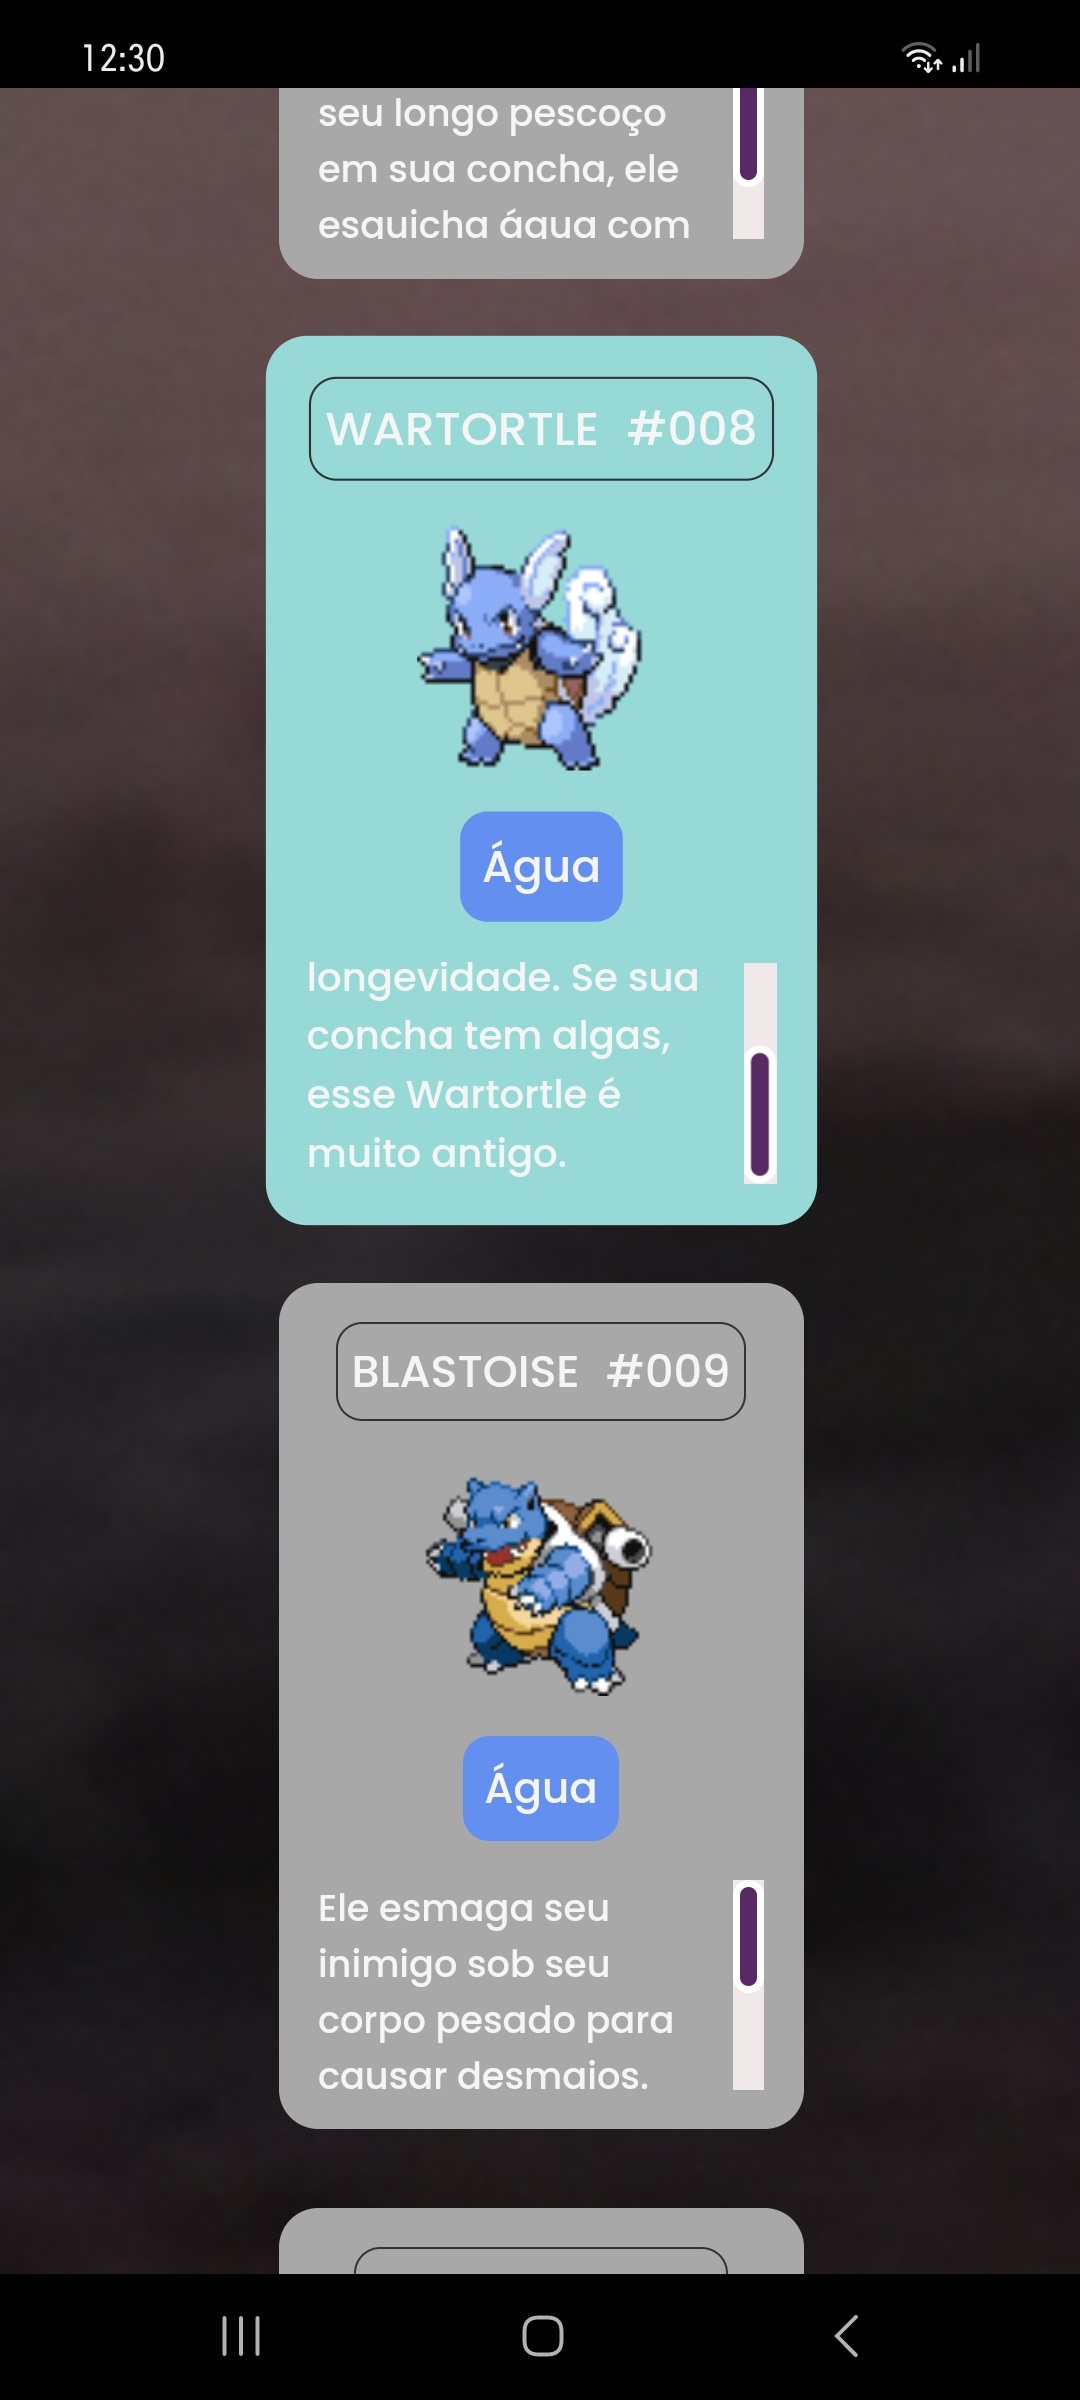 12:30
seu longo pescoço
em sua concha, ele
esguicha água com
WARTORTLE #008
Água
longevidade. Se sua
concha tem algas,
esse Wartortle é
muito antigo.
BLASTOISE #009
Água
Ele esmaga seu
inimigo sob seu
corpo pesado para
causar desmaios.